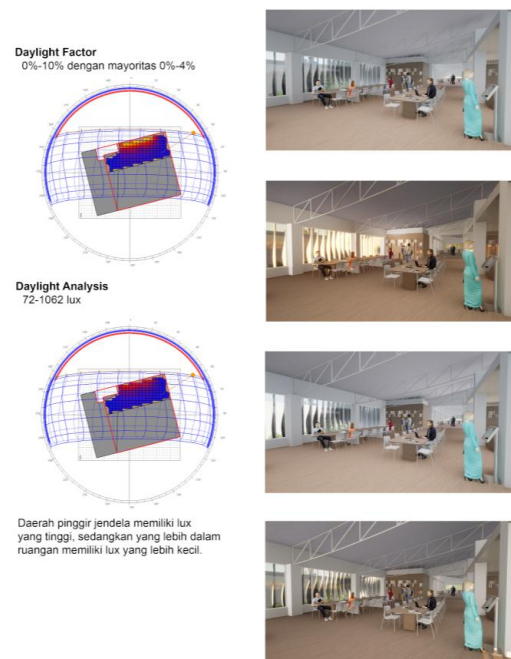 Daylight Factor
0%-10% dengan mayoritas 0%-4%
Daylight Analysis
72-1062 lux
Daerah pinggir jendela memiliki lux
yang tinggi, sedangkan yang lebih dalam
ruangan memiliki lux yang lebih kecil.